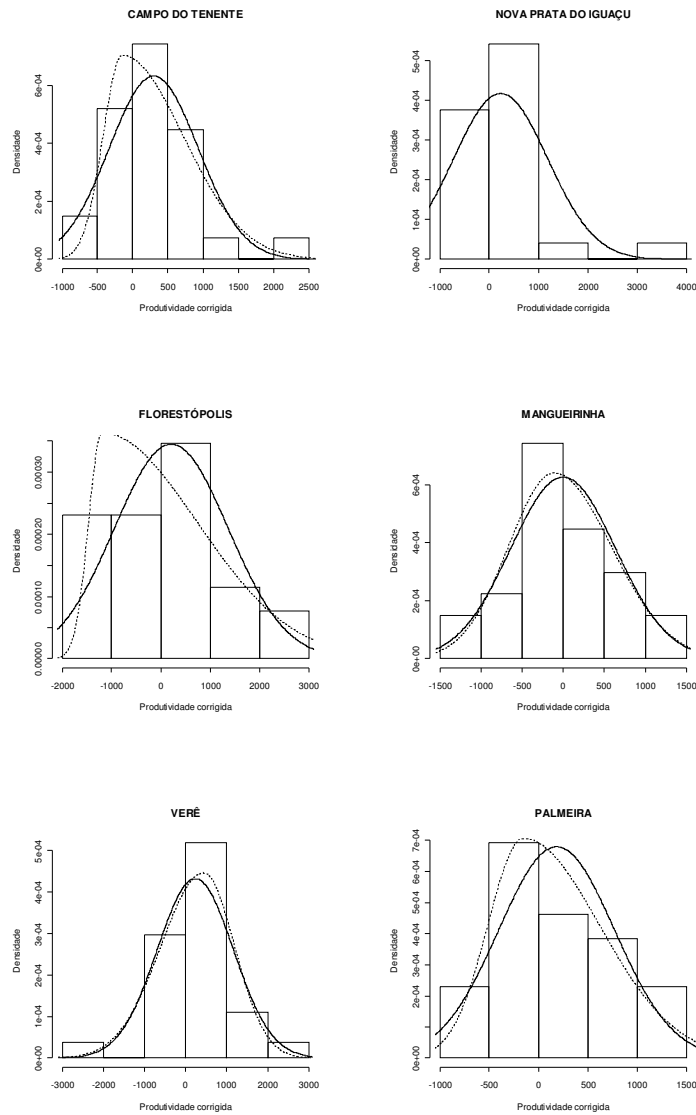 CAMPO DO TENENTE
Densidade
0e+00
2e-04
4e-04
6e-04
-1000
-500
0
500
1000
1500
2000
2500
Produtividade corrigida
NOVA PRATA DO IGUAÇU
Densidade
0e+00
1e-04
2e-04
3e-04
4e-04
5e-04
-1000
0
1000
2000
3000
4000
Produtividade corrigida
FLORESTÓPOLIS
Densidade
0.00000
0.00010
0.00020
0.00030
-2000
-1000
0
1000
2000
3000
Produtividade corrigida
MANGUEIRINHA
Densidade
0e+00
2e-04
4e-04
6e-04
-1500
-1000
-500
0
500
1000
1500
Produtividade corrigida
VERÊ
Densidade
0e+00
1e-04
2e-04
3e-04
4e-04
5e-04
-3000
-2000
-1000
0
1000
2000
3000
Produtividade corrigida
PALMEIRA
Densidade
0e+00
1e-04
2e-04
3e-04
4e-04
5e-04
6e-04
7e-04
-1000
-500
0
500
1000
1500
Produtividade corrigida